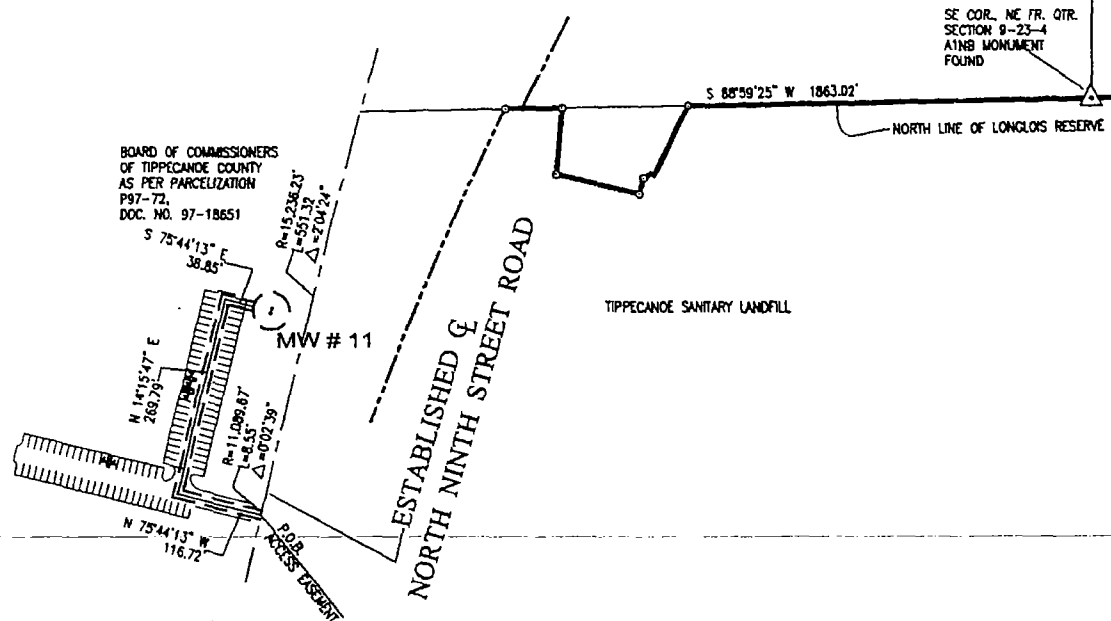 SE COR., NE FR. QTR.
SECTION 9-23-4
A1NB MONUMENT
FOUND
S 88°59'25" W 1863.02'
NORTH LINE OF LONGLOIS RESERVE
BOARD OF COMMISSIONERS
OF TIPPECANOE COUNTY
AS PER PARCELIZATION
P97-72,
DOC. NO. 97-18651
S 75°44'13" E
38.85'
R=15,236.23'
L=551.32
△=2°04'24"
TIPPECANOE SANITARY LANDFILL
MW # 11
N 14°15'47" E
269.79'
R=11,089.67'
L=8.55'
△=0°02'39"
ESTABLISHED ℄
NORTH NINTH STREET ROAD
N 75°44'13" W
116.72'
P.O.B.
ACCESS EASEMENT